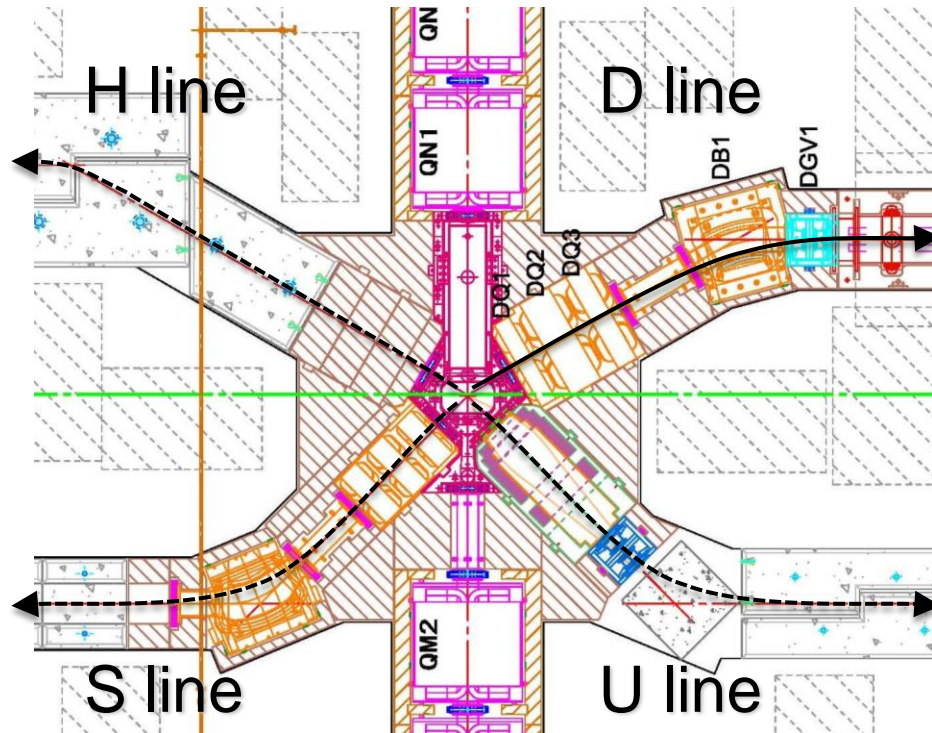 QN
H line
D line
QN1
DB1
DGV1
DQ1
DQ2
DQ3
QM2
S line
U line